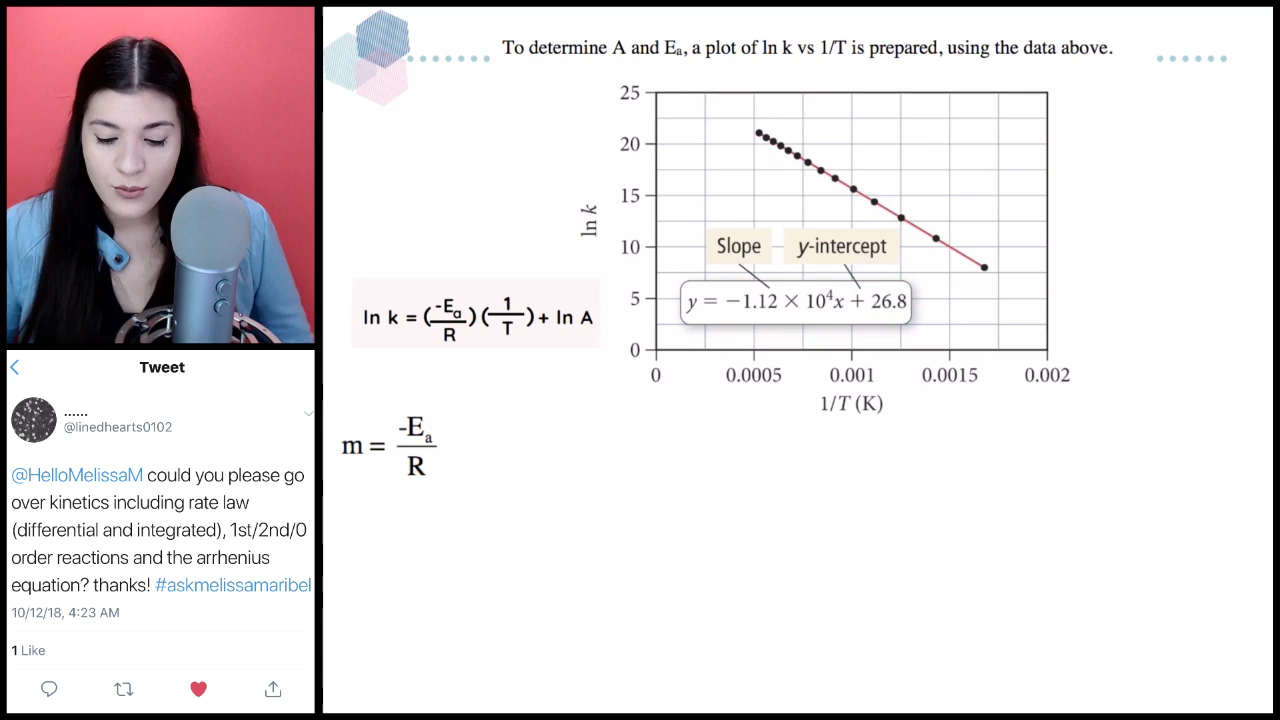 To determine A and Eₐ, a plot of ln k vs 1/T is prepared, using the data above.
25
20
15
10
5
0
ln k
Slope
y-intercept
y = −1.12 × 10⁴x + 26.8
0
0.0005
0.001
0.0015
0.002
1/T (K)
ln k = (-Eₐ/R)(1/T) + ln A
m = -Eₐ/R
Tweet
......
@linedhearts0102
@HelloMelissaM could you please go
over kinetics including rate law
(differential and integrated), 1st/2nd/0
order reactions and the arrhenius
equation? thanks! #askmelissamaribel
10/12/18, 4:23 AM
1 Like